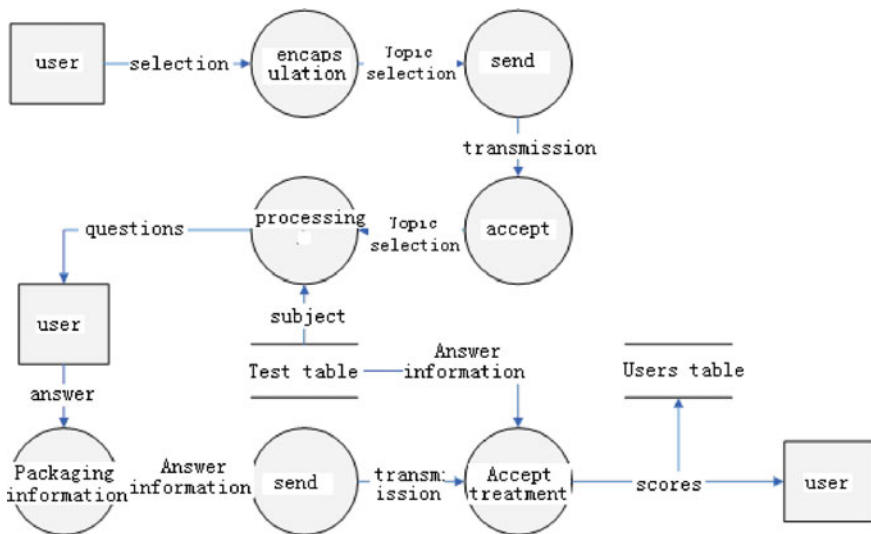 user
selection
encaps
ulation
Topic
selection
send
transmission
processing
Topic
selection
accept
questions
user
subject
Test table
Answer
information
Users table
answer
Packaging
information
Answer
information
send
transm
ission
Accept
treatment
scores
user